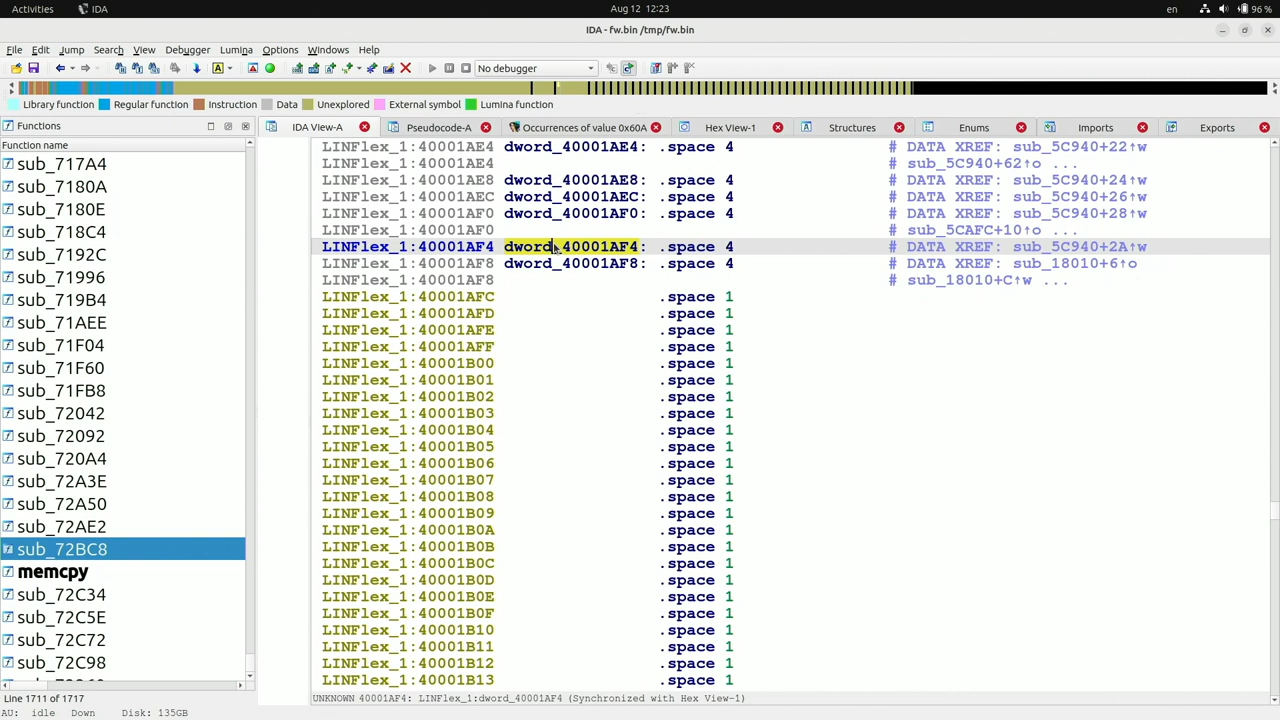 Activities IDA Aug 12 12:23 en 96 %
IDA - fw.bin /tmp/fw.bin
File Edit Jump Search View Debugger Lumina Options Windows Help
No debugger
Library function Regular function Instruction Data Unexplored External symbol Lumina function
Functions
IDA View-A Pseudocode-A Occurrences of value 0x60A Hex View-1 Structures Enums Imports Exports
Function name
sub_717A4
sub_7180A
sub_7180E
sub_718C4
sub_7192C
sub_71996
sub_719B4
sub_71AEE
sub_71F04
sub_71F60
sub_71FB8
sub_72042
sub_72092
sub_720A4
sub_72A3E
sub_72A50
sub_72AE2
sub_72BC8
memcpy
sub_72C34
sub_72C5E
sub_72C72
sub_72C98
Line 1711 of 1717
LINFlex_1:40001AE4 dword_40001AE4: .space 4 # DATA XREF: sub_5C940+22↑w
LINFlex_1:40001AE4 # sub_5C940+62↑o ...
LINFlex_1:40001AE8 dword_40001AE8: .space 4 # DATA XREF: sub_5C940+24↑w
LINFlex_1:40001AEC dword_40001AEC: .space 4 # DATA XREF: sub_5C940+26↑w
LINFlex_1:40001AF0 dword_40001AF0: .space 4 # DATA XREF: sub_5C940+28↑w
LINFlex_1:40001AF0 # sub_5CAFC+10↑o ...
LINFlex_1:40001AF4 dword_40001AF4: .space 4 # DATA XREF: sub_5C940+2A↑w
LINFlex_1:40001AF8 dword_40001AF8: .space 4 # DATA XREF: sub_18010+6↑o
LINFlex_1:40001AF8 # sub_18010+C↑w ...
LINFlex_1:40001AFC .space 1
LINFlex_1:40001AFD .space 1
LINFlex_1:40001AFE .space 1
LINFlex_1:40001AFF .space 1
LINFlex_1:40001B00 .space 1
LINFlex_1:40001B01 .space 1
LINFlex_1:40001B02 .space 1
LINFlex_1:40001B03 .space 1
LINFlex_1:40001B04 .space 1
LINFlex_1:40001B05 .space 1
LINFlex_1:40001B06 .space 1
LINFlex_1:40001B07 .space 1
LINFlex_1:40001B08 .space 1
LINFlex_1:40001B09 .space 1
LINFlex_1:40001B0A .space 1
LINFlex_1:40001B0B .space 1
LINFlex_1:40001B0C .space 1
LINFlex_1:40001B0D .space 1
LINFlex_1:40001B0E .space 1
LINFlex_1:40001B0F .space 1
LINFlex_1:40001B10 .space 1
LINFlex_1:40001B11 .space 1
LINFlex_1:40001B12 .space 1
LINFlex_1:40001B13 .space 1
UNKNOWN 40001AF4: LINFlex_1:dword_40001AF4 (Synchronized with Hex View-1)
AU: idle Down Disk: 135GB